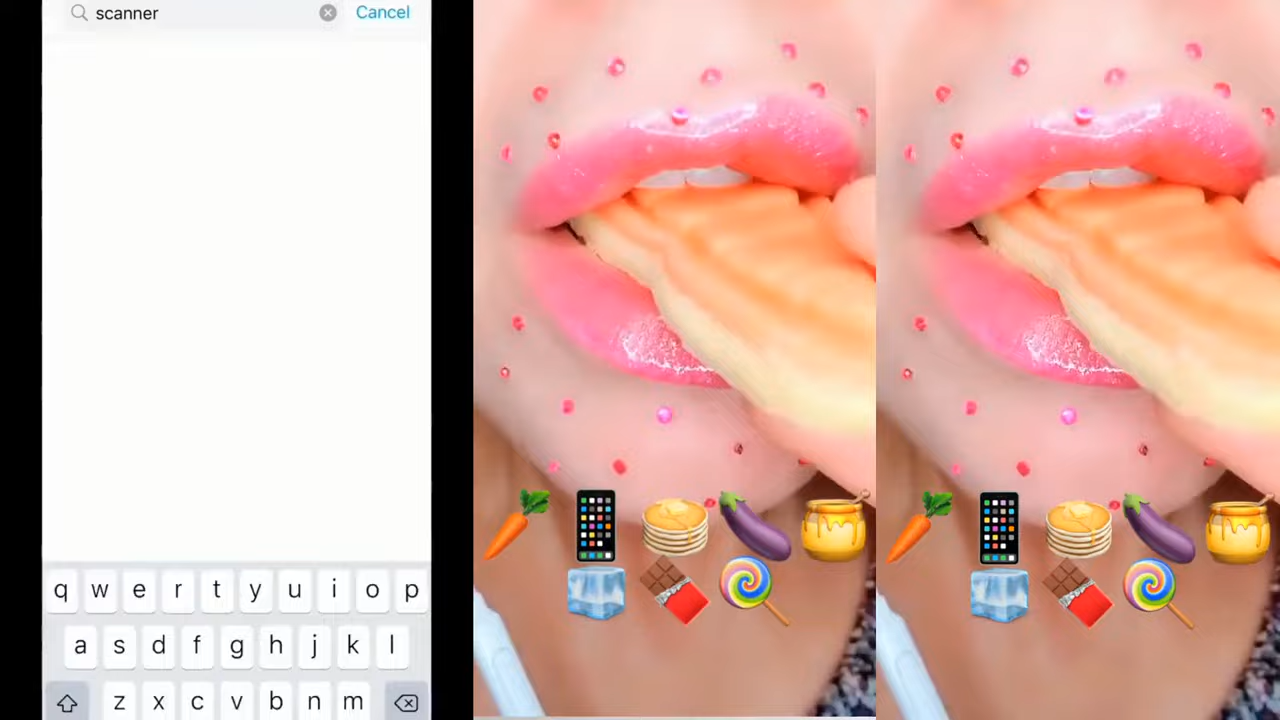 scanner
Cancel
q w e r t y u i o p
a s d f g h j k l
z x c v b n m